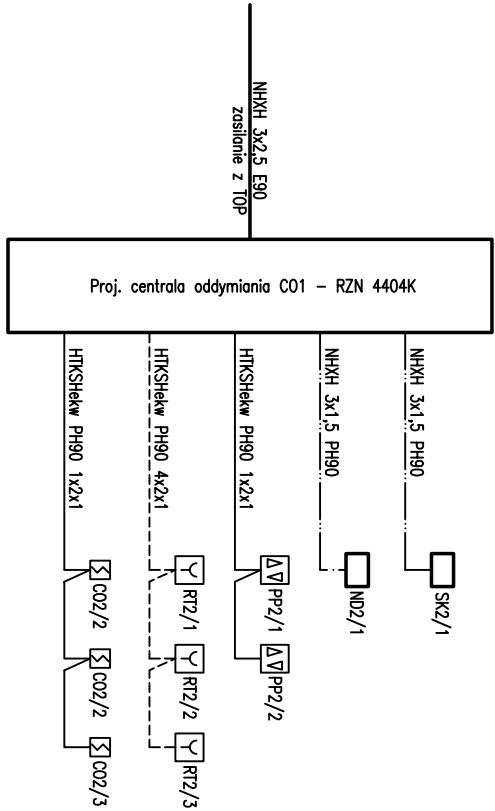 NHXH 3x2,5 E90
zasilanie z TOP
Proj. centrala oddymiania CO1 – RZN 4404K
HTKSHekw PH90 1x2x1
HTKSHekw PH90 4x2x1
HTKSHekw PH90 1x2x1
NHXH 3x1,5 PH90
NHXH 3x1,5 PH90
CO2/2
CO2/2
CO2/3
RT2/1
RT2/2
RT2/3
PP2/1
PP2/2
ND2/1
SK2/1